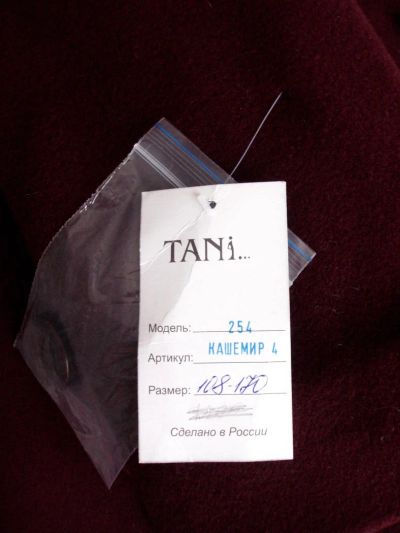 TANi...
Модель: 254
Артикул: КАШЕМИР 4
Размер: 108-170
Сделано в России